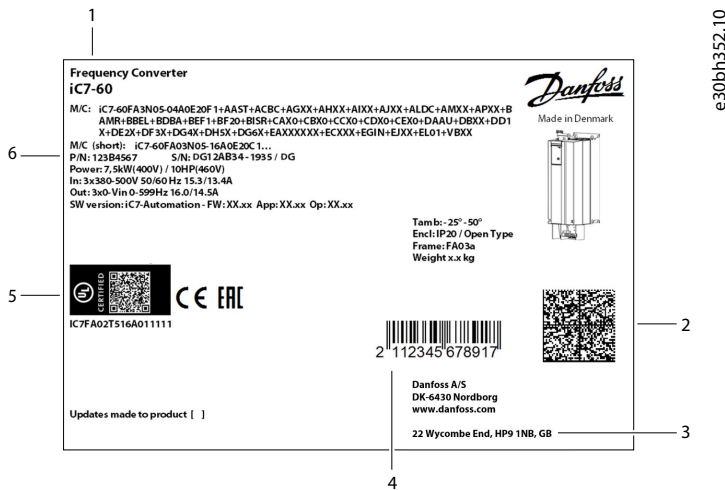 1
e30bh352.10
Frequency Converter
iC7-60
Danfoss
Made in Denmark
M/C: iC7-60FA3N05-04A0E20F1+AAST+ACBC+AGXX+AHXX+AIXX+AJXX+ALDC+AMXX+APXX+B
AMR+BBEL+BDBA+BEF1+BF20+BISR+CAX0+CBX0+CCX0+CDX0+CEX0+DAAU+DBXX+DD1
X+DE2X+DF3X+DG4X+DH5X+DG6X+EAXXXXXX+ECXXX+EGIN+EJXX+EL01+VBXX
M/C (short): iC7-60FA03N05-16A0E20C1...
6
P/N: 123B4567 S/N: DG12AB34 - 1935 / DG
Power: 7,5kW(400V) / 10HP(460V)
In: 3x380-500V 50/60 Hz 15.3/13.4A
Out: 3x0-Vin 0-599Hz 16.0/14.5A
SW version: iC7-Automation - FW: XX.xx App: XX.xx Op: XX.xx
Tamb: -25° -50°
Encl: IP20 / Open Type
Frame: FA03a
Weight x.x kg
5
UL
CERTIFIED
CE EAC
IC7FA02T516A011111
2
2 112345 678917
Danfoss A/S
DK-6430 Nordborg
www.danfoss.com
Updates made to product [ ]
22 Wycombe End, HP9 1NB, GB
3
4